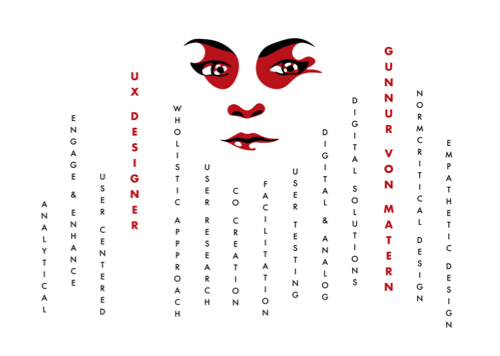 ANALYTICAL
ENGAGE & ENHANCE
USER CENTERED
UX DESIGNER
WHOLISTIC APPPROACH
USER RESEARCH
CO CREATION
FACILITATION
USER TESTING
DIGITAL & ANALOG
DIGITAL SOLUTIONS
GUNNUR VON MATERN
NORMCRITICAL DESIGN
EMPATHETIC DESIGN